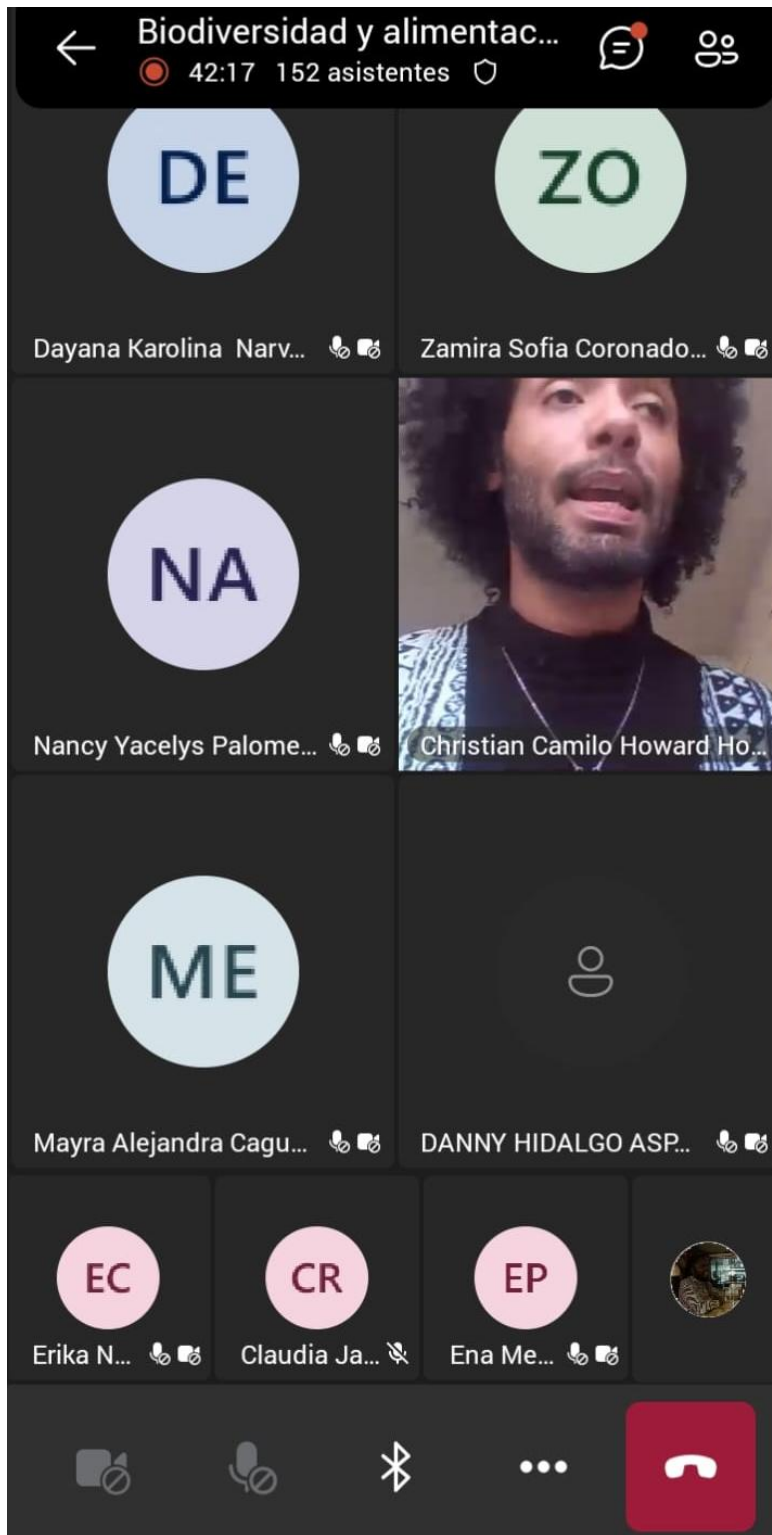 Biodiversidad y alimentac...
42:17 152 asistentes
DE
ZO
Dayana Karolina Narv...
Zamira Sofia Coronado...
NA
Nancy Yacelys Palome...
Christian Camilo Howard Ho...
ME
Mayra Alejandra Cagu...
DANNY HIDALGO ASP...
EC
CR
EP
Erika N...
Claudia Ja...
Ena Me...